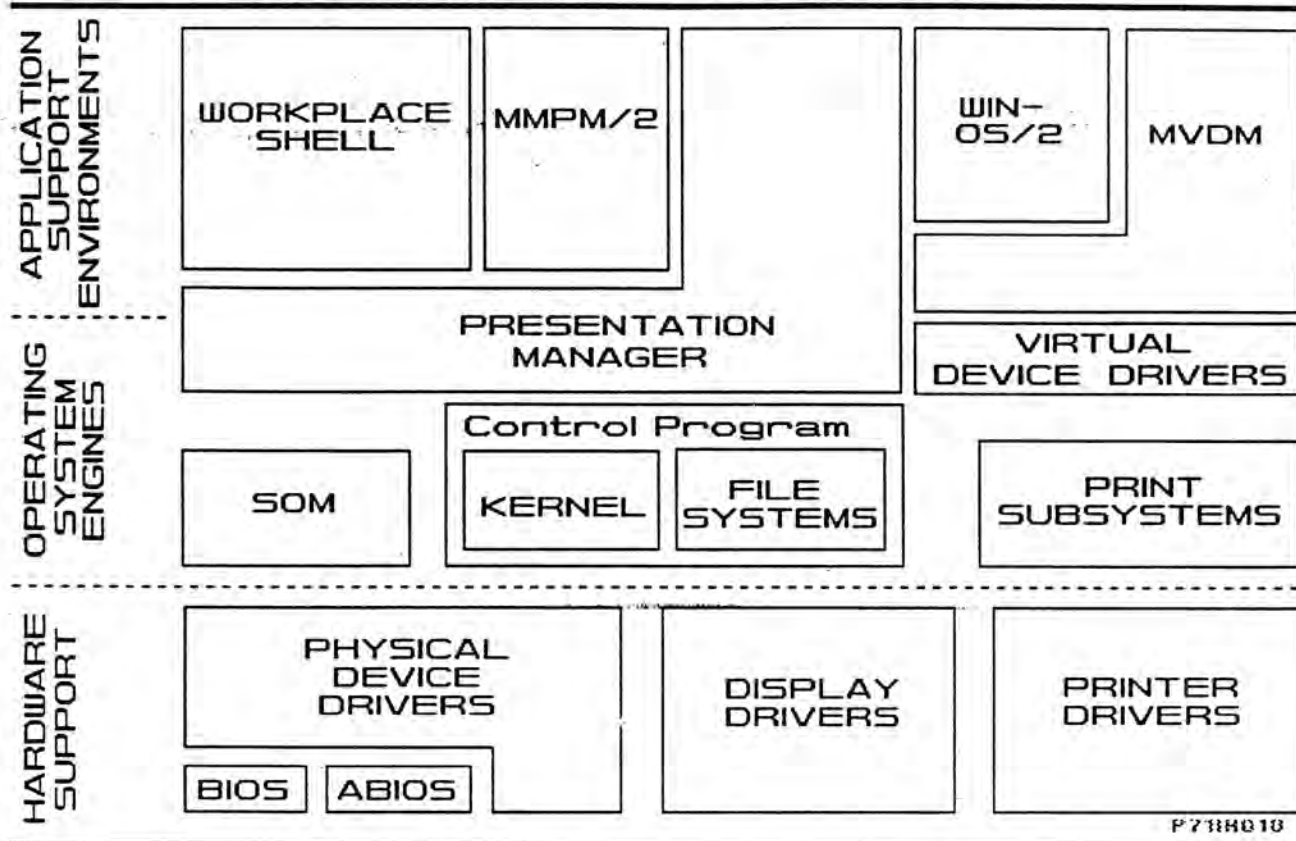 APPLICATION
SUPPORT
ENVIRONMENTS
WORKPLACE
SHELL
MMPM/2
WIN-
OS/2
MVDM
PRESENTATION
MANAGER
VIRTUAL
DEVICE DRIVERS
OPERATING
SYSTEM
ENGINES
Control Program
SOM
KERNEL
FILE
SYSTEMS
PRINT
SUBSYSTEMS
HARDWARE
SUPPORT
PHYSICAL
DEVICE
DRIVERS
DISPLAY
DRIVERS
PRINTER
DRIVERS
BIOS
ABIOS